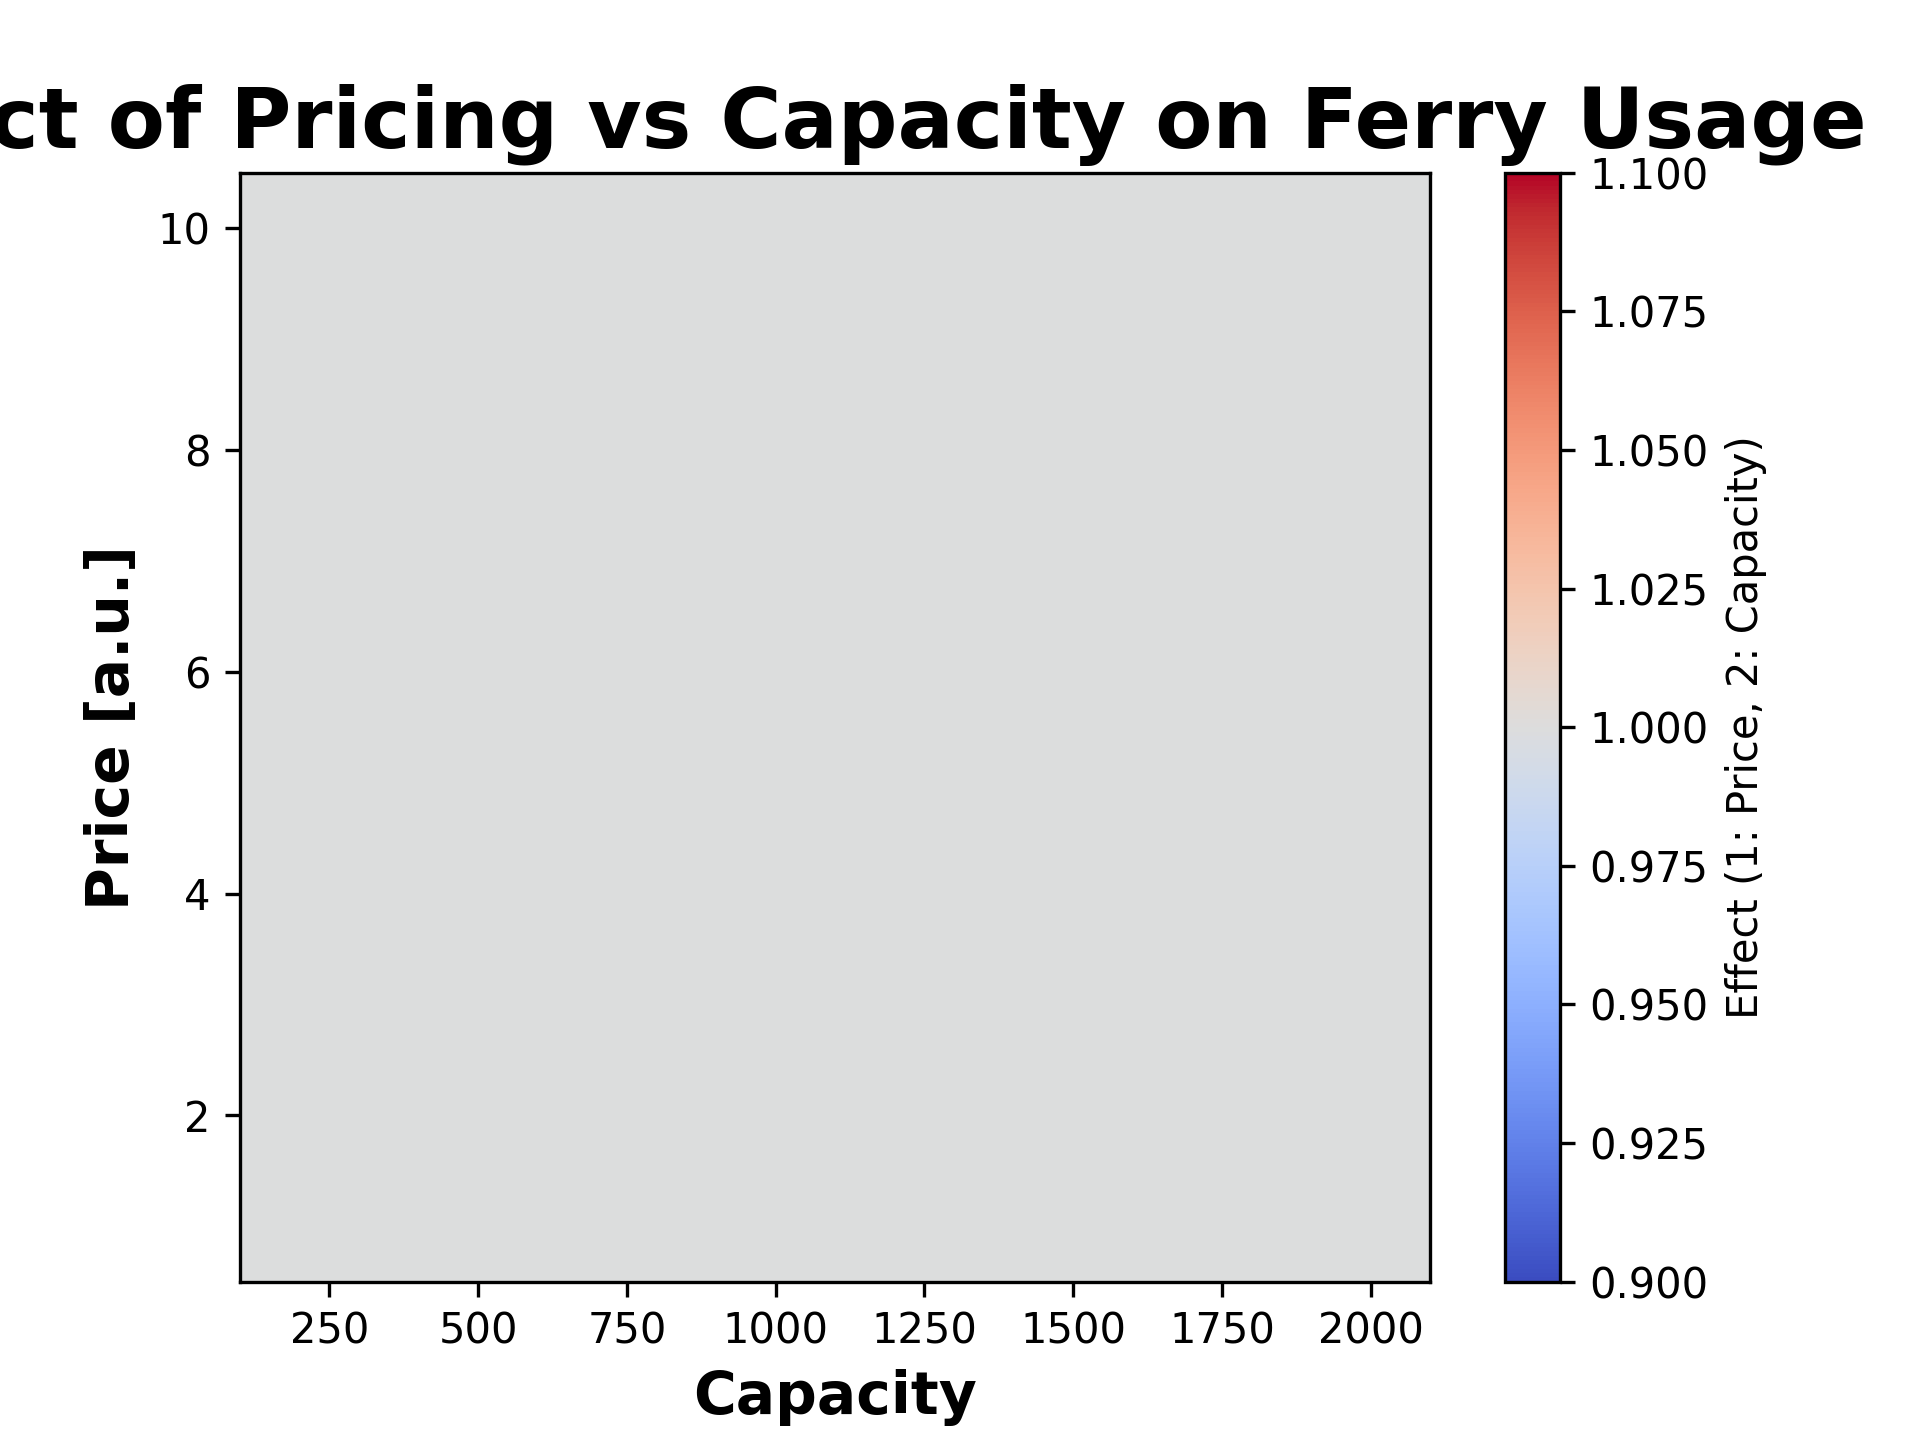 ct of Pricing vs Capacity on Ferry Usage
10
8
6
4
2
Price [a.u.]
250 500 750 1000 1250 1500 1750 2000
Capacity
1.100
1.075
1.050
1.025
1.000
0.975
0.950
0.925
0.900
Effect (1: Price, 2: Capacity)